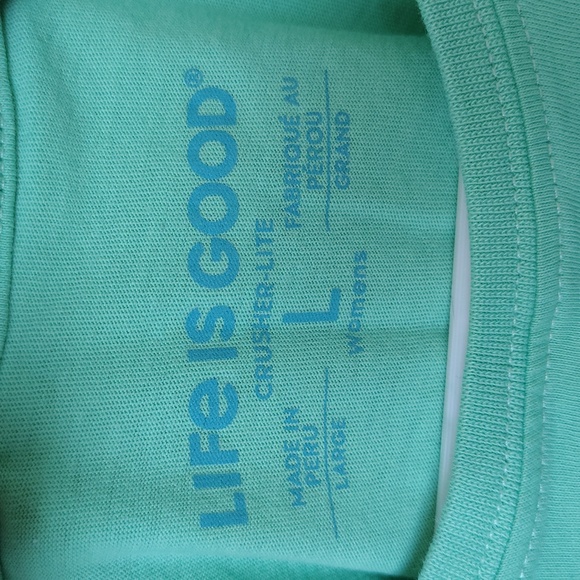 LIFe IS GOOD®
CRUSHER-LITE
MADE IN
PERU
LARGE
L
FABRIQUÉ AU
PÉROU
GRAND
womens